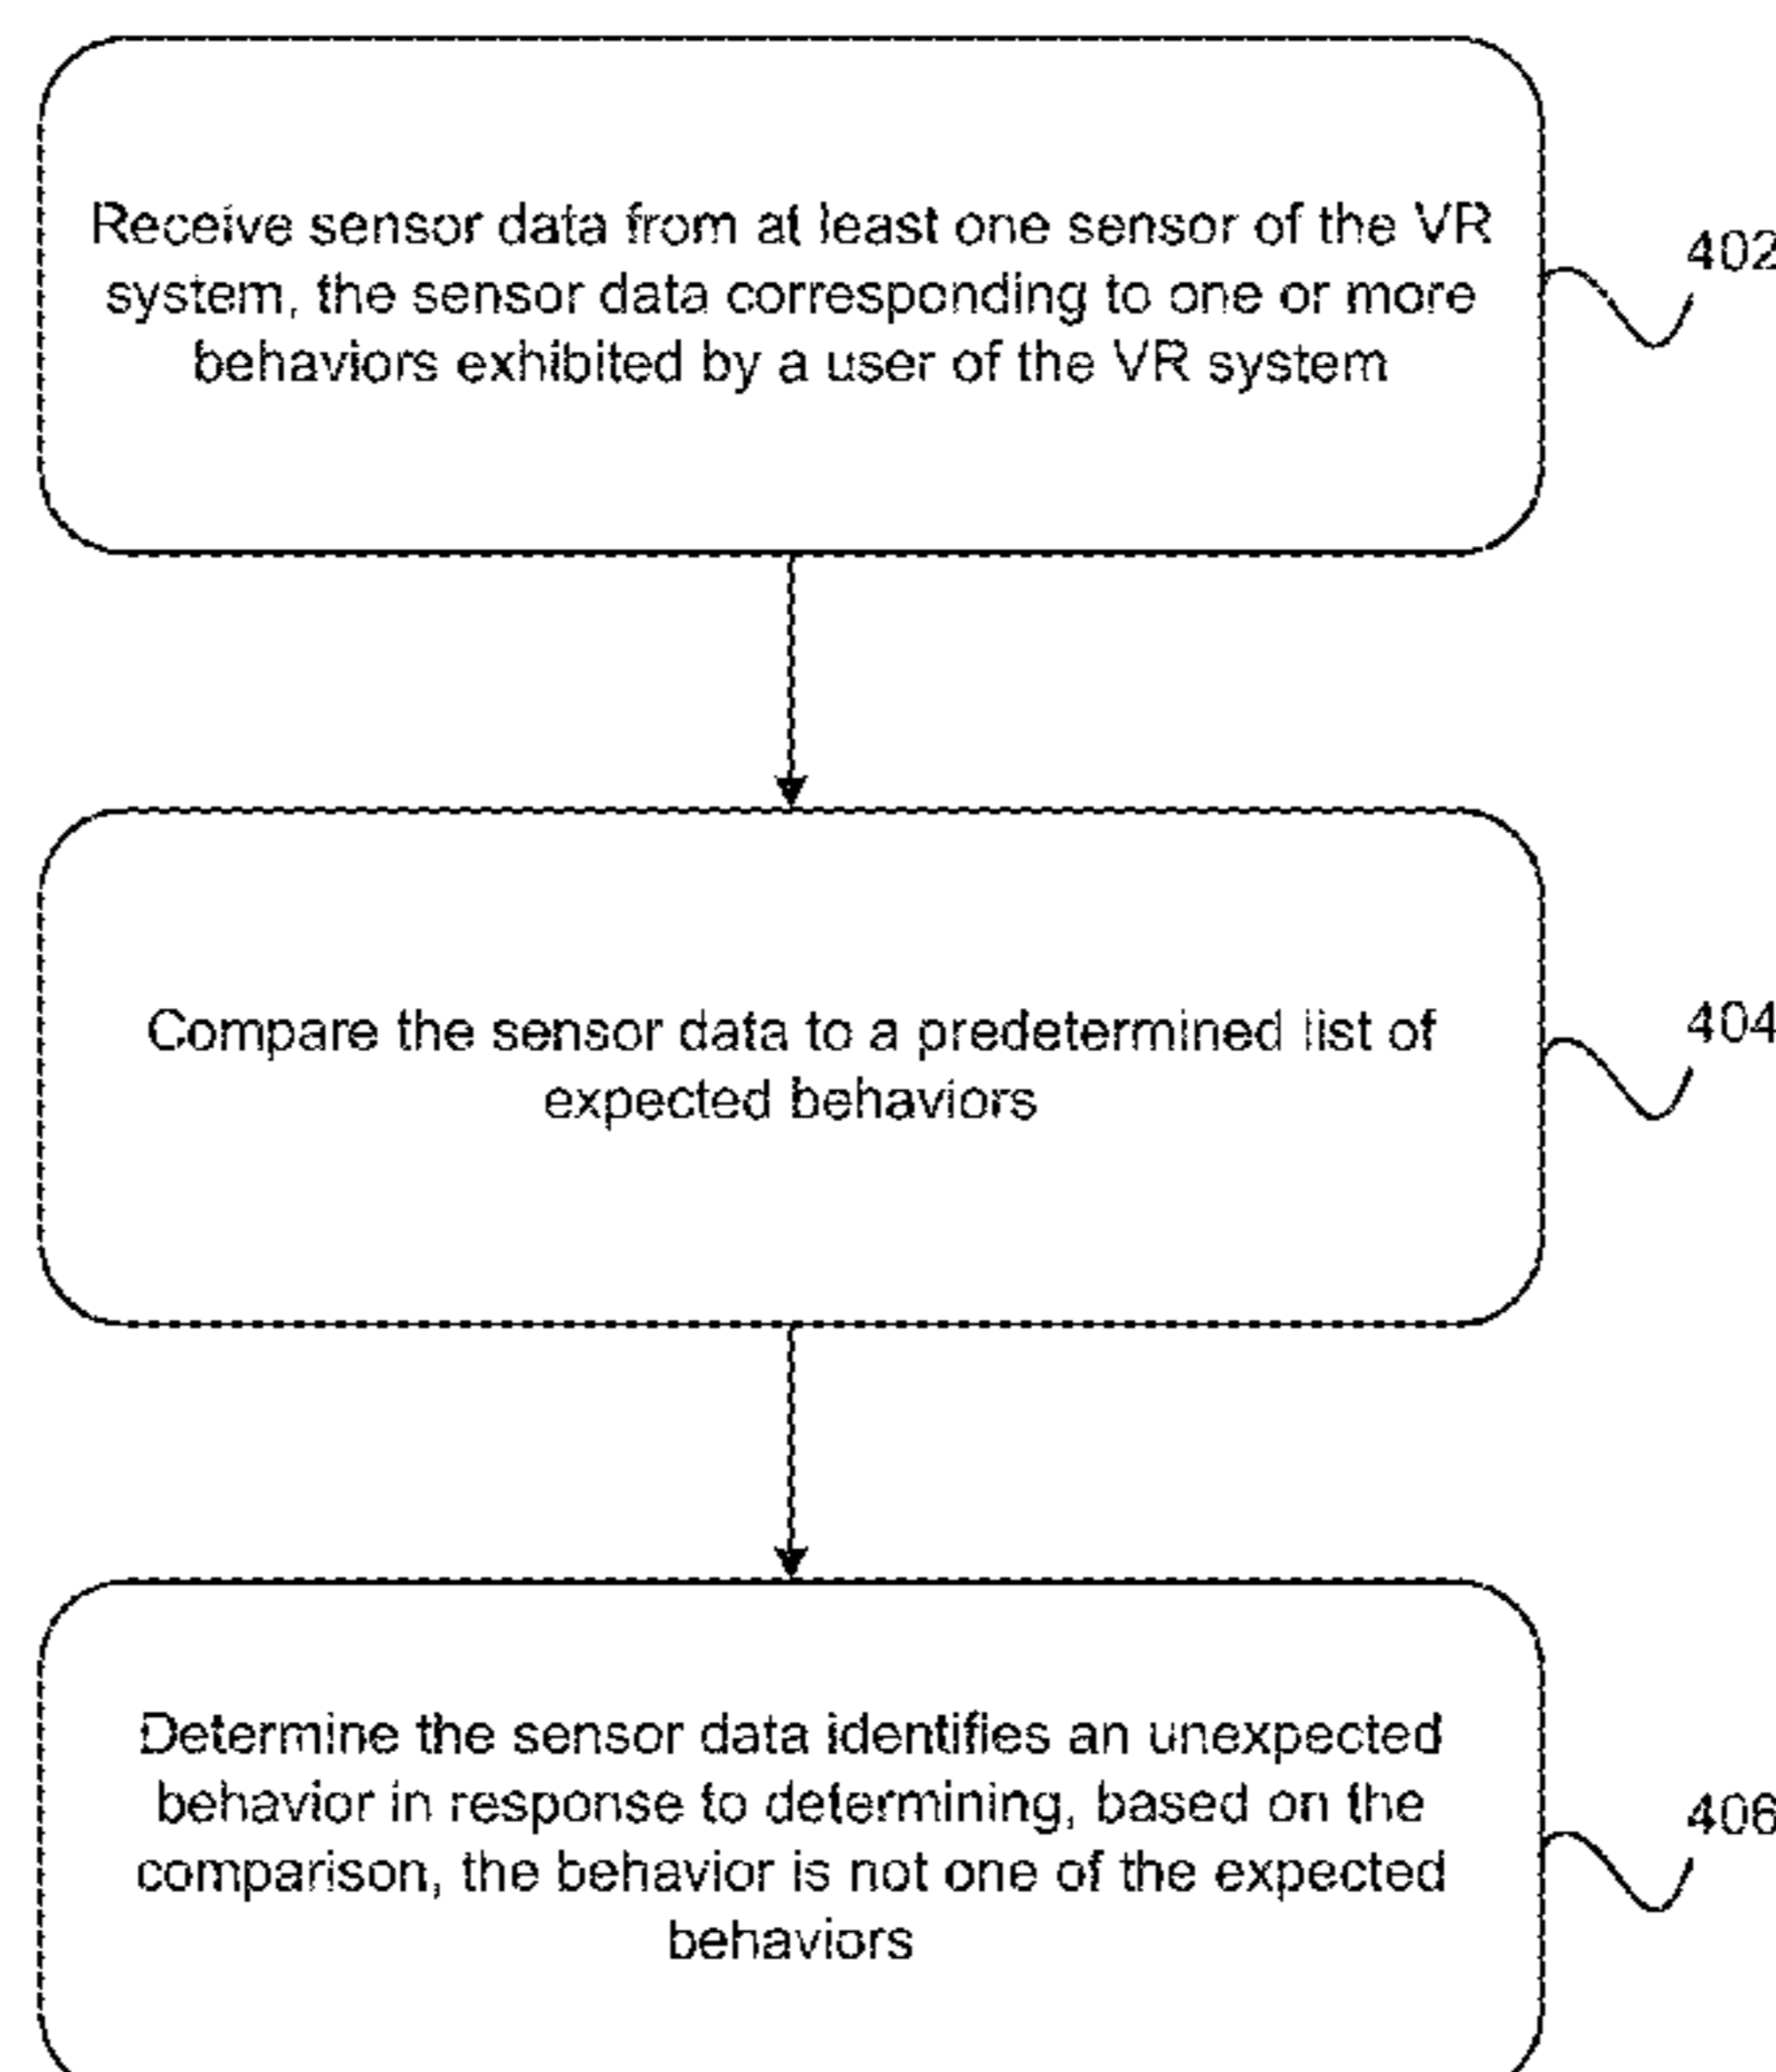 Receive sensor data from at least one sensor of the VR
system, the sensor data corresponding to one or more
behaviors exhibited by a user of the VR system
402
Compare the sensor data to a predetermined list of
expected behaviors
404
Determine the sensor data identifies an unexpected
behavior in response to determining, based on the
comparison, the behavior is not one of the expected
behaviors
406